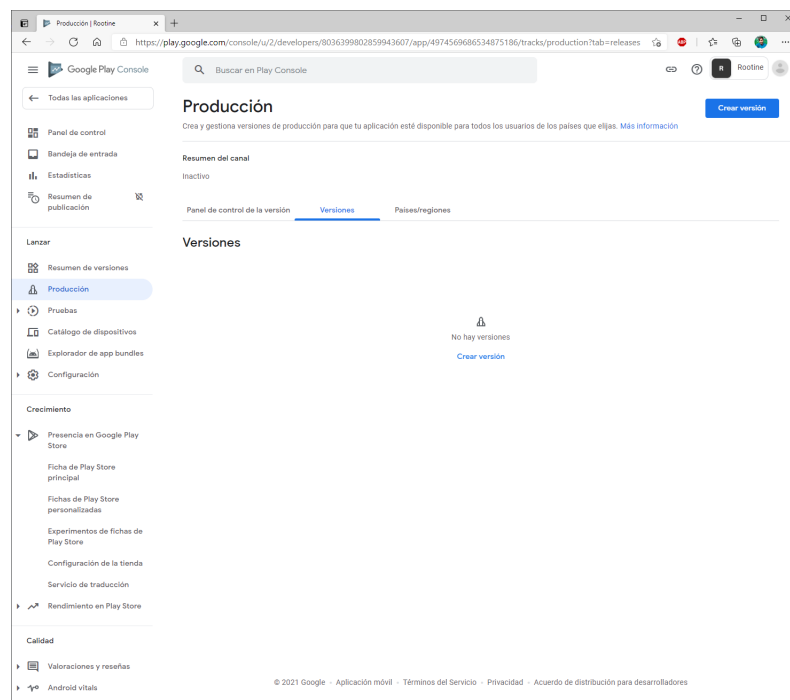 Producción | Rootine
https://play.google.com/console/u/2/developers/8036399802859943607/app/4974569686534875186/tracks/production?tab=releases
Google Play Console
Buscar en Play Console
R
Rootine
Todas las aplicaciones
Panel de control
Bandeja de entrada
Estadísticas
Resumen de
publicación
Lanzar
Resumen de versiones
Producción
Pruebas
Catálogo de dispositivos
Explorador de app bundles
Configuración
Crecimiento
Presencia en Google Play
Store
Ficha de Play Store
principal
Fichas de Play Store
personalizadas
Experimentos de fichas de
Play Store
Configuración de la tienda
Servicio de traducción
Rendimiento en Play Store
Calidad
Valoraciones y reseñas
Android vitals
Producción
Crear versión
Crea y gestiona versiones de producción para que tu aplicación esté disponible para todos los usuarios de los países que elijas. Más información
Resumen del canal
Inactivo
Panel de control de la versión Versiones Países/regiones
Versiones
No hay versiones
Crear versión
© 2021 Google · Aplicación móvil · Términos del Servicio · Privacidad · Acuerdo de distribución para desarrolladores